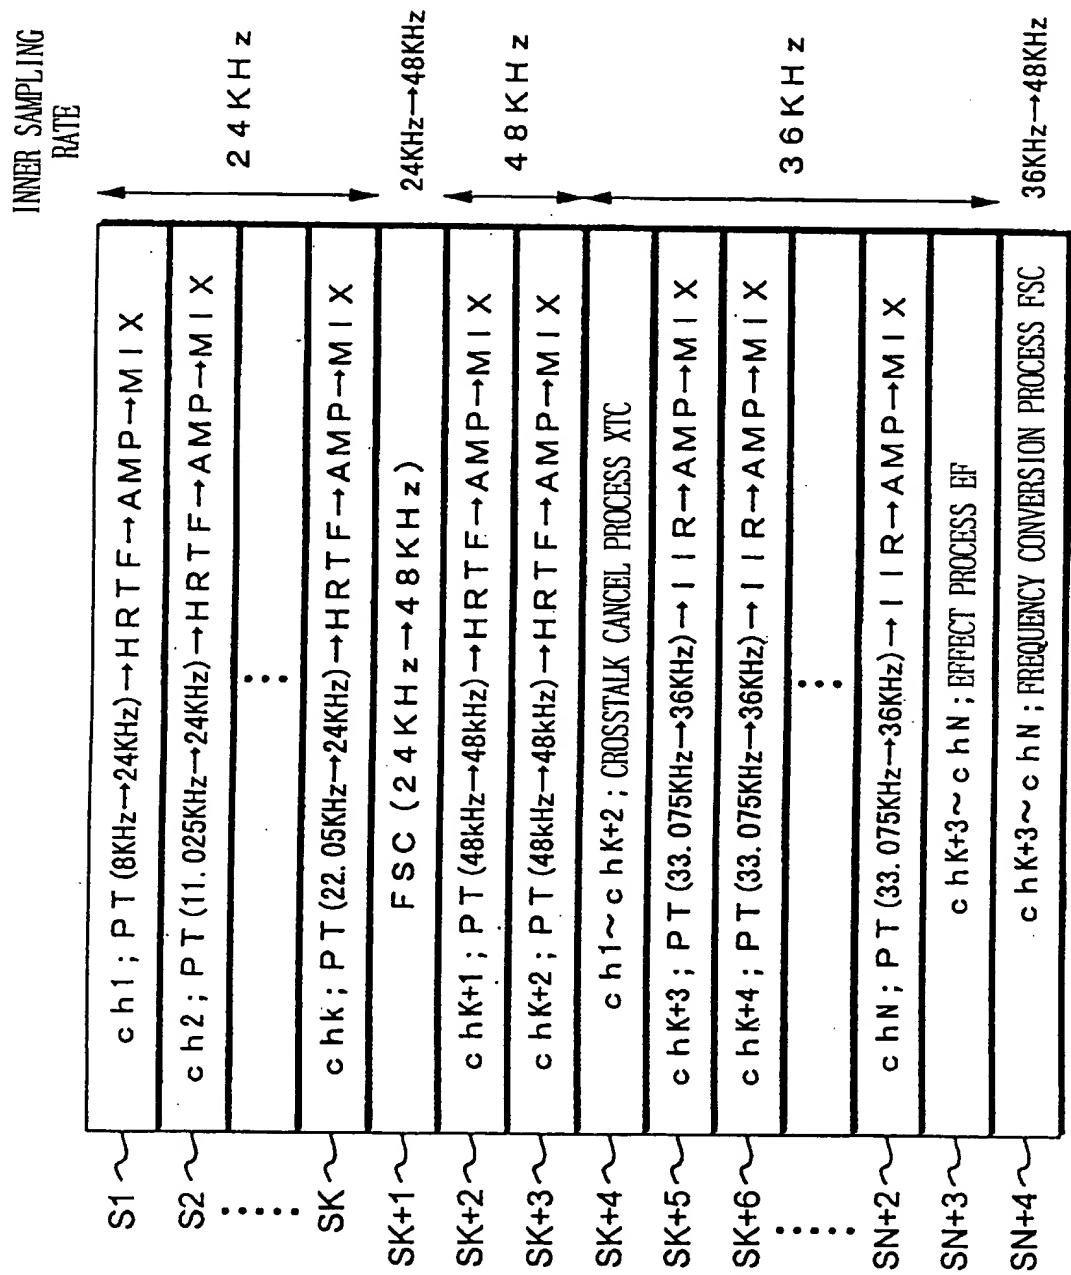 INNER SAMPLING
RATE
S1 ch1;PT(8KHz→24KHz)→HRTF→AMP→MIX
S2 ch2;PT(11.025KHz→24KHz)→HRTF→AMP→MIX
24KHz
SK chk;PT(22.05KHz→24KHz)→HRTF→AMP→MIX
SK+1 FSC(24KHz→48KHz) 24KHz→48KHz
SK+2 chK+1;PT(48kHz→48kHz)→HRTF→AMP→MIX
48KHz
SK+3 chK+2;PT(48kHz→48kHz)→HRTF→AMP→MIX
SK+4 ch1~chK+2;CROSSTALK CANCEL PROCESS XTC
SK+5 chK+3;PT(33.075KHz→36KHz)→IIR→AMP→MIX
SK+6 chK+4;PT(33.075KHz→36KHz)→IIR→AMP→MIX
36KHz
SN+2 chN;PT(33.075KHz→36KHz)→IIR→AMP→MIX
SN+3 chK+3~chN;EFFECT PROCESS EF
SN+4 chK+3~chN;FREQUENCY CONVERSION PROCESS FSC 36KHz→48KHz